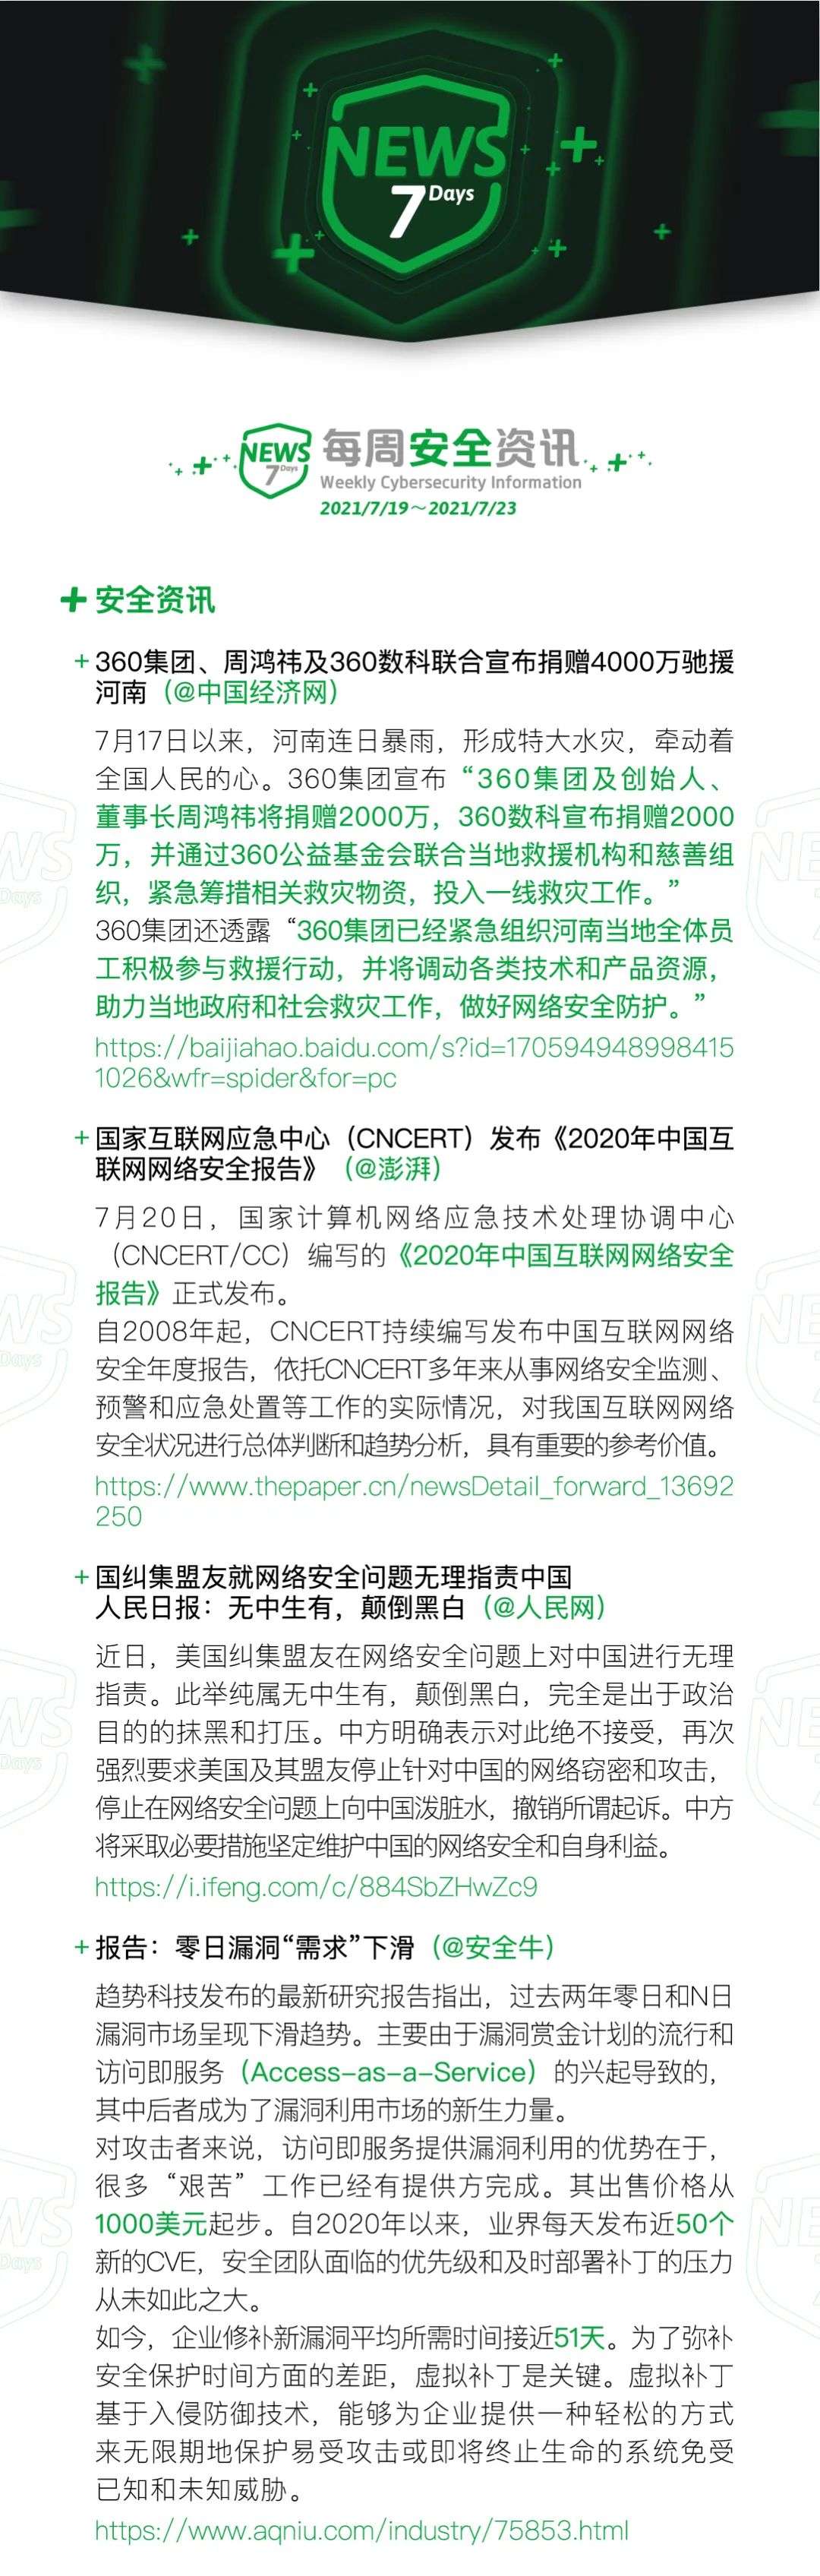 NEWS
7 Days
NEWS
7 Days
每周安全资讯
Weekly Cybersecurity Information
2021/7/19～2021/7/23
安全资讯
360集团、周鸿祎及360数科联合宣布捐赠4000万驰援
河南（@中国经济网）
7月17日以来，河南连日暴雨，形成特大水灾，牵动着
全国人民的心。360集团宣布“360集团及创始人、
董事长周鸿祎将捐赠2000万，360数科宣布捐赠2000
万，并通过360公益基金会联合当地救援机构和慈善组
织，紧急筹措相关救灾物资，投入一线救灾工作。”
360集团还透露“360集团已经紧急组织河南当地全体员
工积极参与救援行动，并将调动各类技术和产品资源，
助力当地政府和社会救灾工作，做好网络安全防护。”
https://baijiahao.baidu.com/s?id=170594948998415
1026&wfr=spider&for=pc
国家互联网应急中心（CNCERT）发布《2020年中国互
联网网络安全报告》（@澎湃）
7月20日，国家计算机网络应急技术处理协调中心
（CNCERT/CC）编写的《2020年中国互联网网络安全
报告》正式发布。
自2008年起，CNCERT持续编写发布中国互联网网络
安全年度报告，依托CNCERT多年来从事网络安全监测、
预警和应急处置等工作的实际情况，对我国互联网网络
安全状况进行总体判断和趋势分析，具有重要的参考价值。
https://www.thepaper.cn/newsDetail_forward_13692
250
国纠集盟友就网络安全问题无理指责中国
人民日报：无中生有，颠倒黑白（@人民网）
近日，美国纠集盟友在网络安全问题上对中国进行无理
指责。此举纯属无中生有，颠倒黑白，完全是出于政治
目的的抹黑和打压。中方明确表示对此绝不接受，再次
强烈要求美国及其盟友停止针对中国的网络窃密和攻击，
停止在网络安全问题上向中国泼脏水，撤销所谓起诉。中方
将采取必要措施坚定维护中国的网络安全和自身利益。
https://i.ifeng.com/c/884SbZHwZc9
报告：零日漏洞“需求”下滑（@安全牛）
趋势科技发布的最新研究报告指出，过去两年零日和N日
漏洞市场呈现下滑趋势。主要由于漏洞赏金计划的流行和
访问即服务（Access-as-a-Service）的兴起导致的，
其中后者成为了漏洞利用市场的新生力量。
对攻击者来说，访问即服务提供漏洞利用的优势在于，
很多“艰苦”工作已经有提供方完成。其出售价格从
1000美元起步。自2020年以来，业界每天发布近50个
新的CVE，安全团队面临的优先级和及时部署补丁的压力
从未如此之大。
如今，企业修补新漏洞平均所需时间接近51天。为了弥补
安全保护时间方面的差距，虚拟补丁是关键。虚拟补丁
基于入侵防御技术，能够为企业提供一种轻松的方式
来无限期地保护易受攻击或即将终止生命的系统免受
已知和未知威胁。
https://www.aqniu.com/industry/75853.html